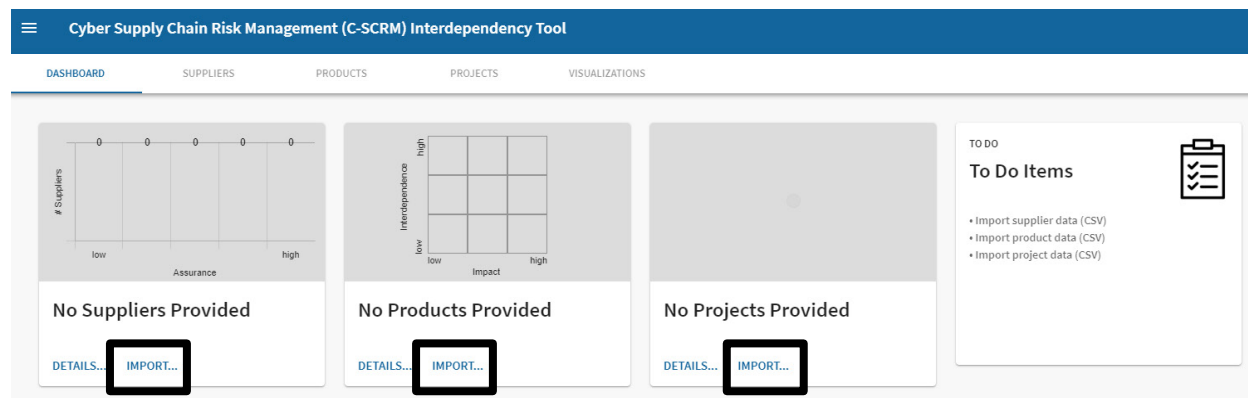 Cyber Supply Chain Risk Management (C-SCRM) Interdependency Tool
DASHBOARD SUPPLIERS PRODUCTS PROJECTS VISUALIZATIONS
0 0 0 0 0
# Suppliers
low high
Assurance
No Suppliers Provided
DETAILS... IMPORT...
high
Interdependence
low
low high
Impact
No Products Provided
DETAILS... IMPORT...
No Projects Provided
DETAILS... IMPORT...
TO DO
To Do Items
• Import supplier data (CSV)
• Import product data (CSV)
• Import project data (CSV)